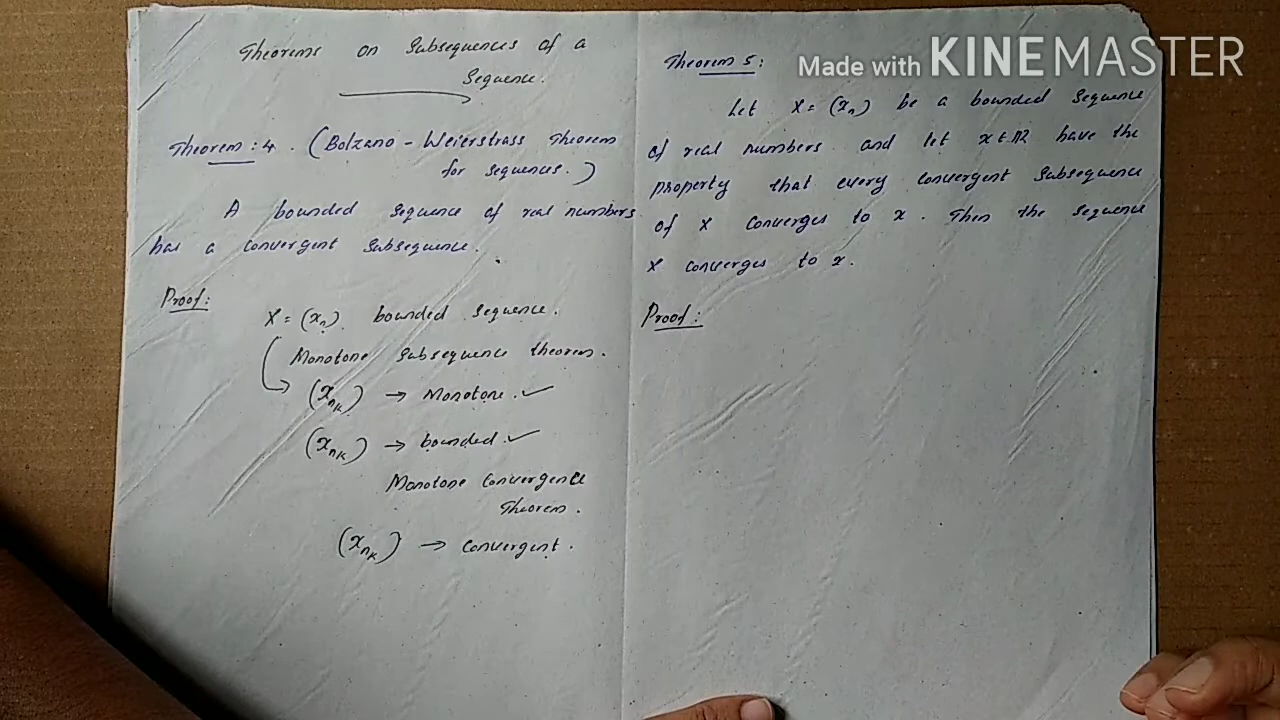 Theorems on Subsequences of a
Sequence.
Theorem : 4. (Bolzano - Weierstrass Theorem
for sequences.)
A bounded sequence of real numbers
has a convergent subsequence.
Proof:
X = (xₙ) bounded sequence.
Monotone subsequence theorem.
(xₙₖ) → Monotone. ✓
(xₙₖ) → bounded ✓
Monotone Convergence
Theorem.
(xₙₖ) → Convergent.
Made with KINEMASTER
Theorem 5:
Let X = (xₙ) be a bounded sequence
of real numbers and let x ∈ ℝ have the
property that every convergent subsequence
of X converges to x. Then the sequence
X converges to x.
Proof: